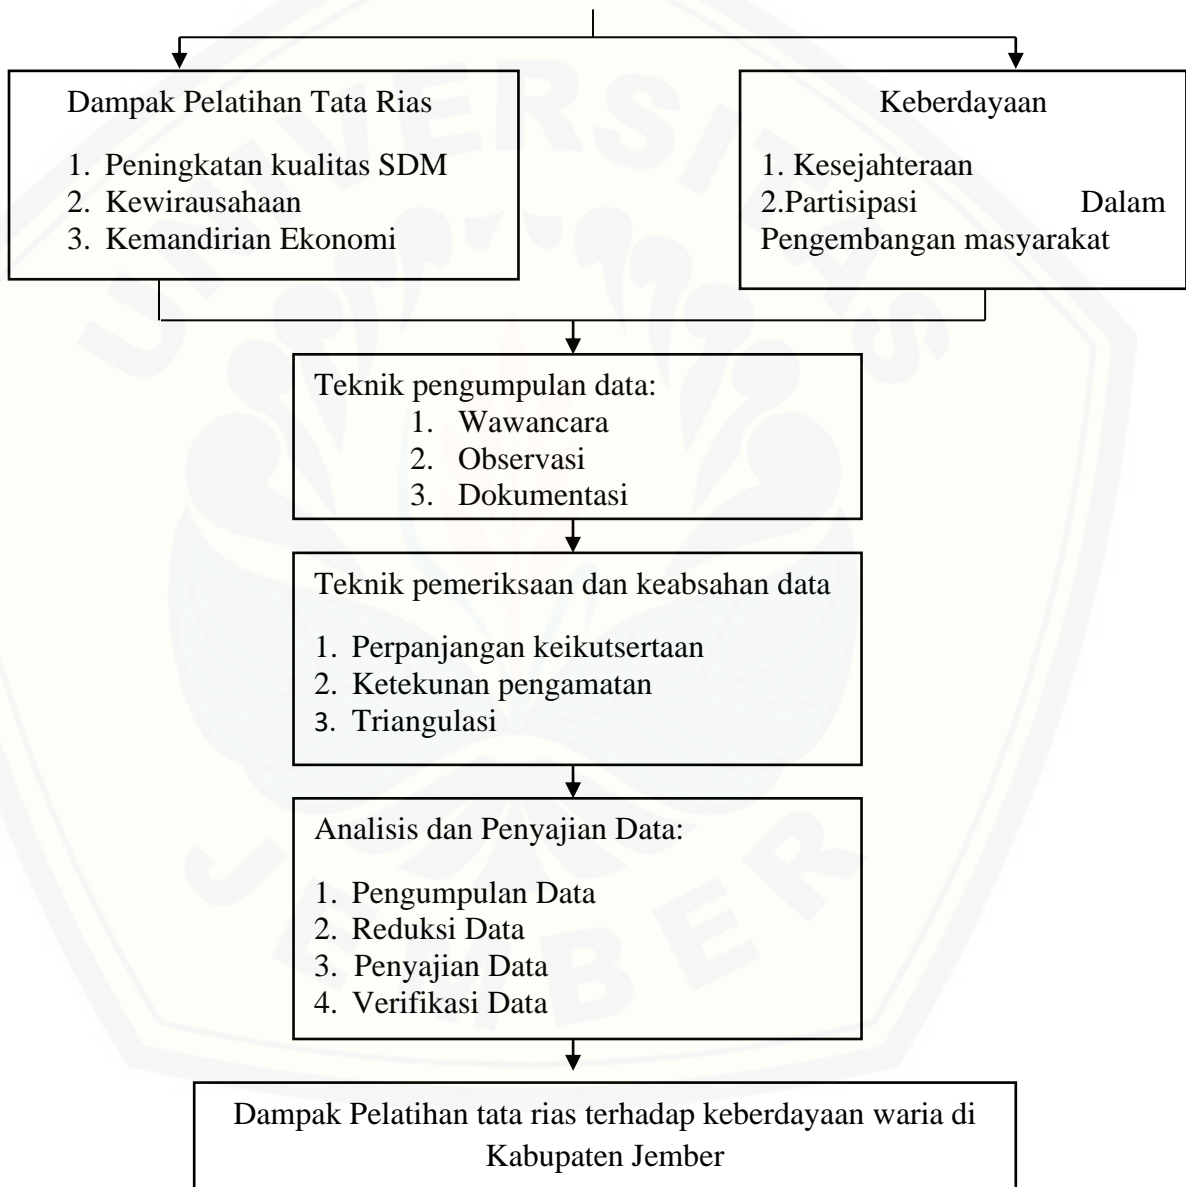 Dampak Pelatihan Tata Rias
1. Peningkatan kualitas SDM
2. Kewirausahaan
3. Kemandirian Ekonomi
Keberdayaan
1. Kesejahteraan
2.Partisipasi Dalam
Pengembangan masyarakat
Teknik pengumpulan data:
1. Wawancara
2. Observasi
3. Dokumentasi
Teknik pemeriksaan dan keabsahan data
1. Perpanjangan keikutsertaan
2. Ketekunan pengamatan
3. Triangulasi
Analisis dan Penyajian Data:
1. Pengumpulan Data
2. Reduksi Data
3. Penyajian Data
4. Verifikasi Data
Dampak Pelatihan tata rias terhadap keberdayaan waria di
Kabupaten Jember
UNIVERSITAS
JEMBER